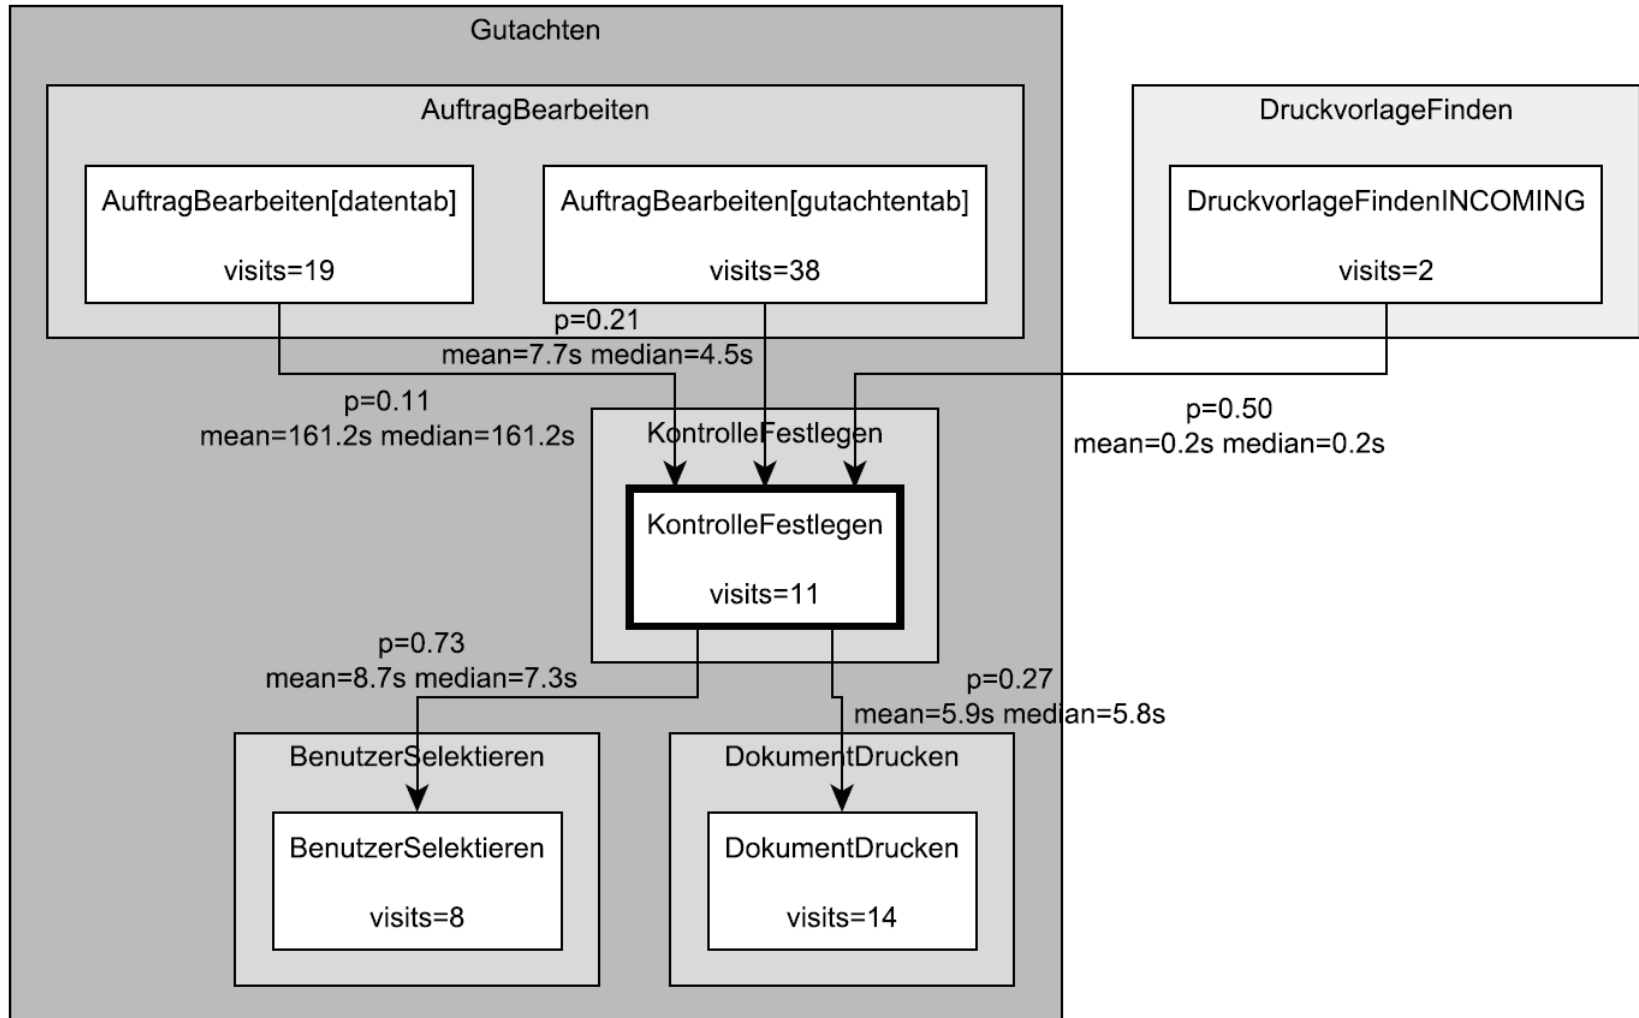 Gutachten
AuftragBearbeiten
DruckvorlageFinden
AuftragBearbeiten[datentab]
visits=19
AuftragBearbeiten[gutachtentab]
visits=38
DruckvorlageFindenINCOMING
visits=2
p=0.21
mean=7.7s median=4.5s
p=0.11
mean=161.2s median=161.2s
p=0.50
mean=0.2s median=0.2s
KontrolleFestlegen
KontrolleFestlegen
visits=11
p=0.73
mean=8.7s median=7.3s
p=0.27
mean=5.9s median=5.8s
BenutzerSelektieren
BenutzerSelektieren
visits=8
DokumentDrucken
DokumentDrucken
visits=14